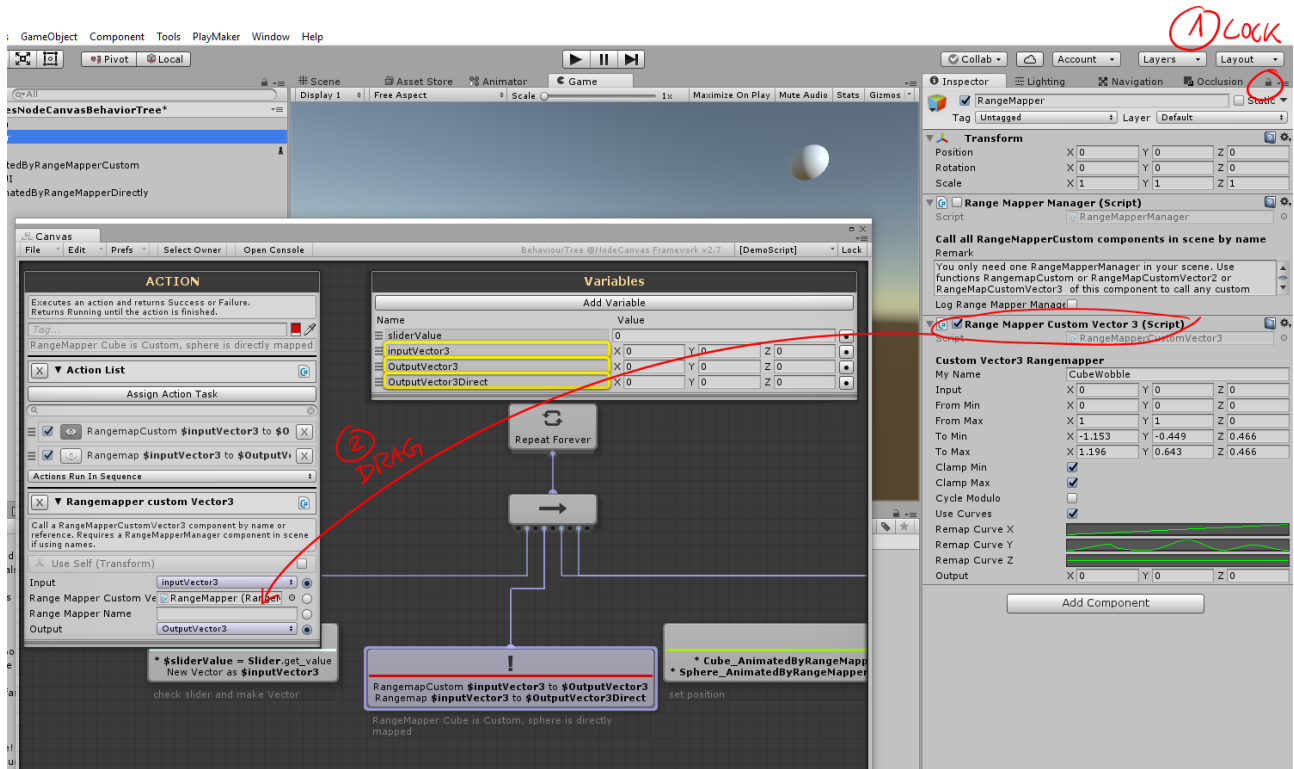 ① LOCK
GameObject Component Tools PlayMaker Window Help
Pivot Local
Collab Account Layers Layout
Scene Asset Store Animator Game
Display 1 Free Aspect Scale 1x Maximize On Play Mute Audio Stats Gizmos
Inspector Lighting Navigation Occlusion
All
esNodeCanvasBehaviorTree*
tedByRangeMapperCustom
natedByRangeMapperDirectly
RangeMapper Static
Tag Untagged Layer Default
Transform
Position X 0 Y 0 Z 0
Rotation X 0 Y 0 Z 0
Scale X 1 Y 1 Z 1
Range Mapper Manager (Script)
Script RangeMapperManager
Call all RangeMapperCustom components in scene by name
Remark
You only need one RangeMapperManager in your scene. Use
functions RangemapCustom or RangeMapCustomVector2 or
RangeMapCustomVector3 of this component to call any custom
Log Range Mapper Manage
Range Mapper Custom Vector 3 (Script)
Script RangeMapperCustomVector3
Custom Vector3 Rangemapper
My Name CubeWobble
Input X 0 Y 0 Z 0
From Min X 0 Y 0 Z 0
From Max X 1 Y 1 Z 0
To Min X -1.153 Y -0.449 Z 0.466
To Max X 1.196 Y 0.643 Z 0.466
Clamp Min
Clamp Max
Cycle Modulo
Use Curves
Remap Curve X
Remap Curve Y
Remap Curve Z
Output X 0 Y 0 Z 0
Add Component
Canvas
File Edit Prefs Select Owner Open Console BehaviourTree @NodeCanvas Framework v2.7 [DemoScript] Lock
ACTION
Executes an action and returns Success or Failure.
Returns Running until the action is finished.
Tag...
RangeMapper Cube is Custom, sphere is directly mapped
X ▼ Action List
Assign Action Task
RangemapCustom $inputVector3 to $O X
Rangemap $inputVector3 to $OutputV X
Actions Run In Sequence
X ▼ Rangemapper custom Vector3
Call a RangeMapperCustomVector3 component by name or
reference. Requires a RangeMapperManager component in scene
if using names.
Use Self (Transform)
Input inputVector3
Range Mapper Custom Ve RangeMapper (Range
Range Mapper Name
Output OutputVector3
Variables
Add Variable
Name Value
sliderValue 0
inputVector3 X 0 Y 0 Z 0
OutputVector3 X 0 Y 0 Z 0
OutputVector3Direct X 0 Y 0 Z 0
② DRAG
Repeat Forever
* $sliderValue = Slider.get_value
New Vector as $inputVector3
check slider and make Vector
!
RangemapCustom $inputVector3 to $OutputVector3
Rangemap $inputVector3 to $OutputVector3Direct
RangeMapper Cube is Custom, sphere is directly
mapped
* Cube_AnimatedByRangeMapp
* Sphere_AnimatedByRangeMapper
set position